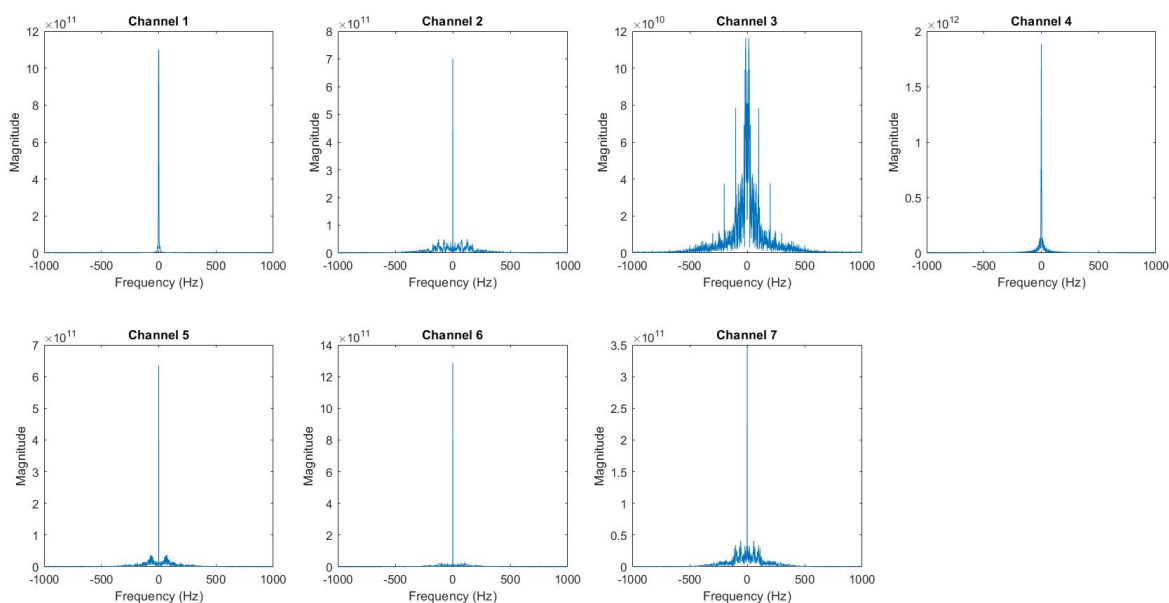 Channel 1
×10^11
12
10
8
6
4
2
0
-1000 -500 0 500 1000
Magnitude
Frequency (Hz)
Channel 2
×10^11
8
7
6
5
4
3
2
1
0
-1000 -500 0 500 1000
Magnitude
Frequency (Hz)
Channel 3
×10^10
12
10
8
6
4
2
0
-1000 -500 0 500 1000
Magnitude
Frequency (Hz)
Channel 4
×10^12
2
1.5
1
0.5
0
-1000 -500 0 500 1000
Magnitude
Frequency (Hz)
Channel 5
×10^11
7
6
5
4
3
2
1
0
-1000 -500 0 500 1000
Magnitude
Frequency (Hz)
Channel 6
×10^11
14
12
10
8
6
4
2
0
-1000 -500 0 500 1000
Magnitude
Frequency (Hz)
Channel 7
×10^11
3.5
3
2.5
2
1.5
1
0.5
0
-1000 -500 0 500 1000
Magnitude
Frequency (Hz)